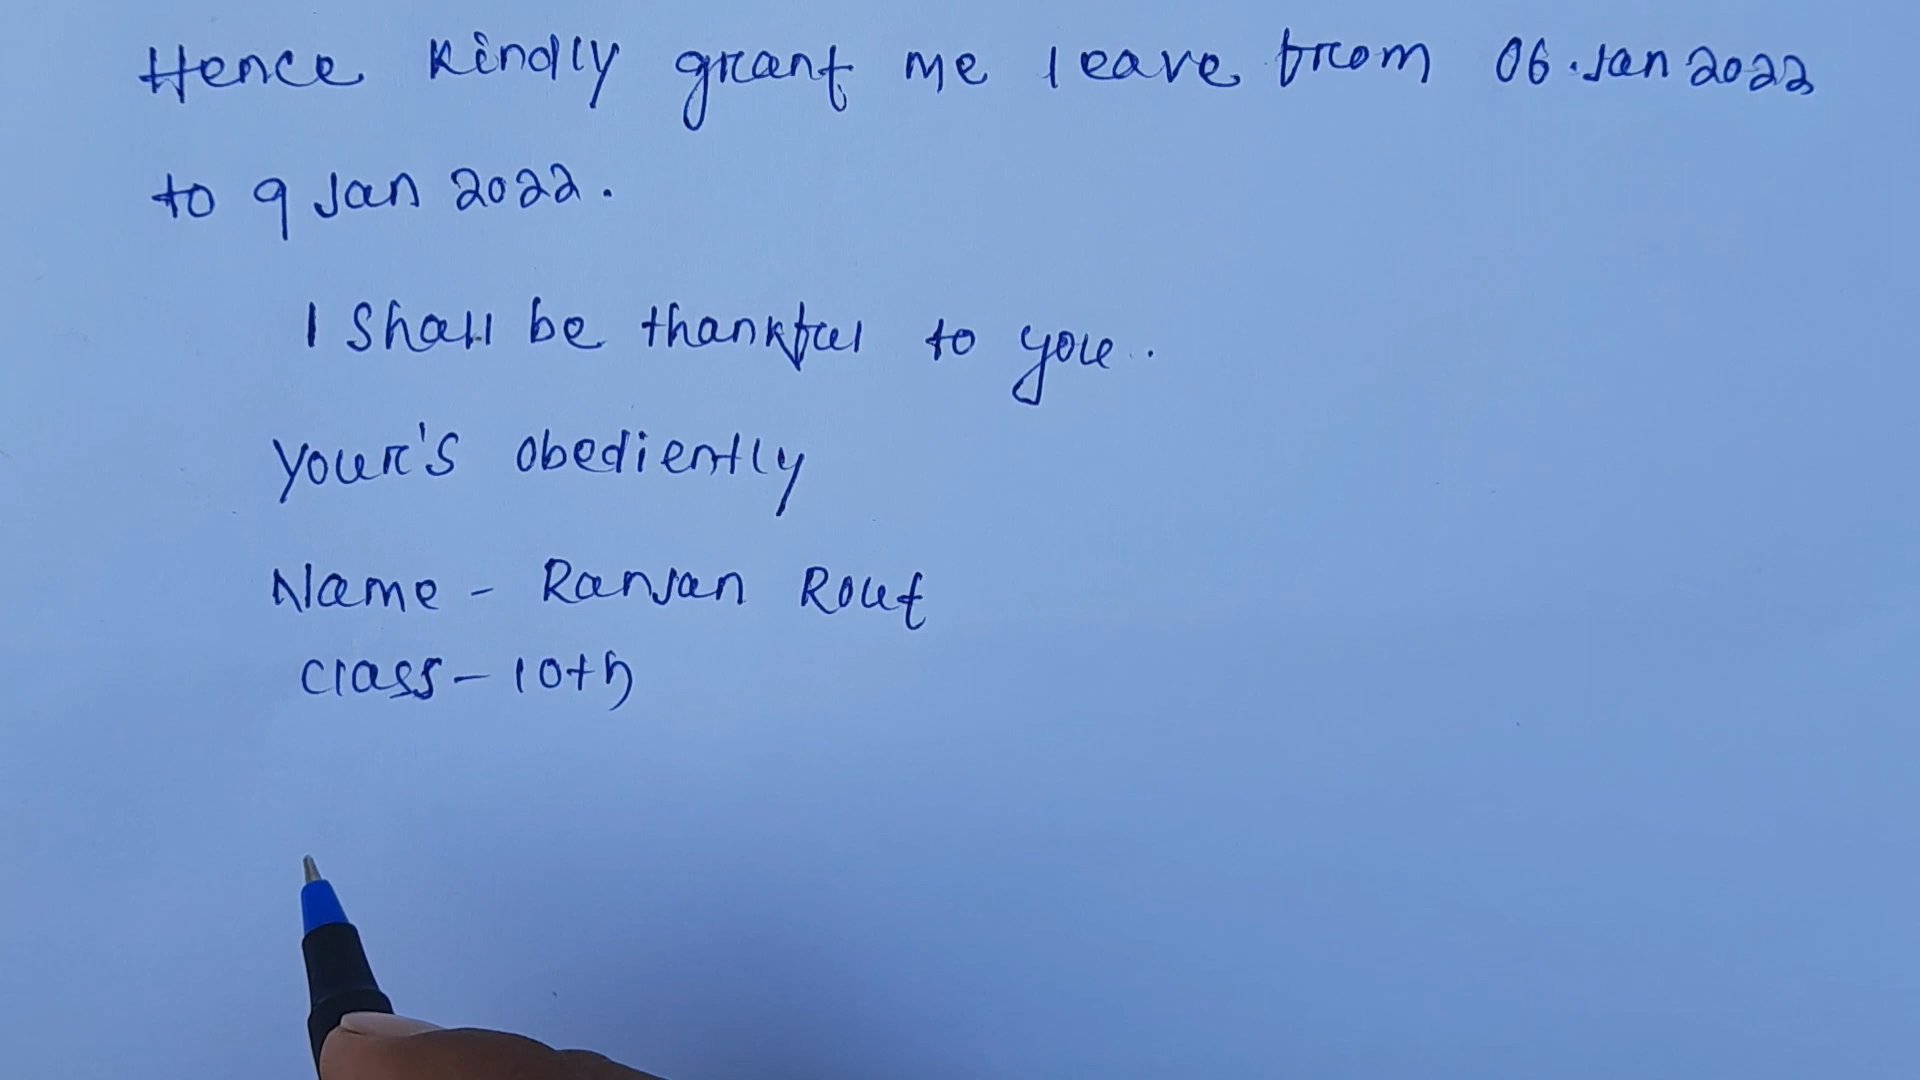 Hence kindly grant me leave from 06.Jan 2022
to 9 Jan 2022.
I Shall be thankful to you.
Your's obediently
Name - Ranjan Rout
Class - 10th